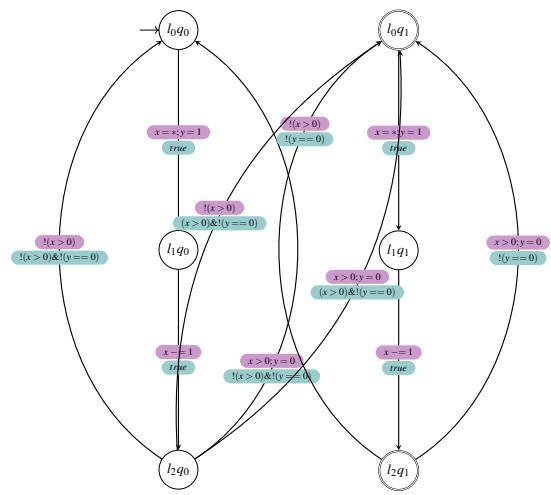 l₀q₀
l₀q₁
!(x > 0)
!(y == 0)
x = *; y = 1
true
x = *; y = 1
true
!(x > 0)
(x > 0)&!(y == 0)
!(x > 0)
!(x > 0)&!(y == 0)
l₁q₀
l₁q₁
x > 0; y = 0
!(y == 0)
x > 0; y = 0
(x > 0)&!(y == 0)
x −= 1
true
x −= 1
true
x > 0; y = 0
!(x > 0)&!(y == 0)
l₂q₀
l₂q₁